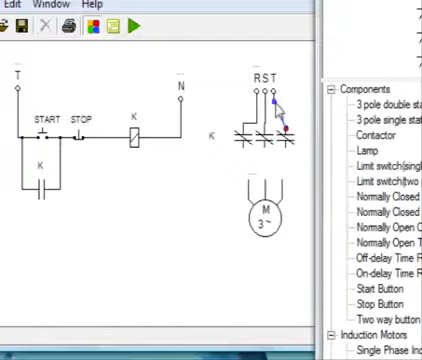 Edit Window Help
T
N
R S T
START STOP K
K
K
M
3 ~
Components
3 pole double sta
3 pole single stat
Contactor
Lamp
Limit switch(singl
Limit switch(two p
Normally Closed
Normally Closed
Normally Open C
Normally Open T
Off-delay Time R
On-delay Time R
Start Button
Stop Button
Two way button
Induction Motors
Single Phase Ind